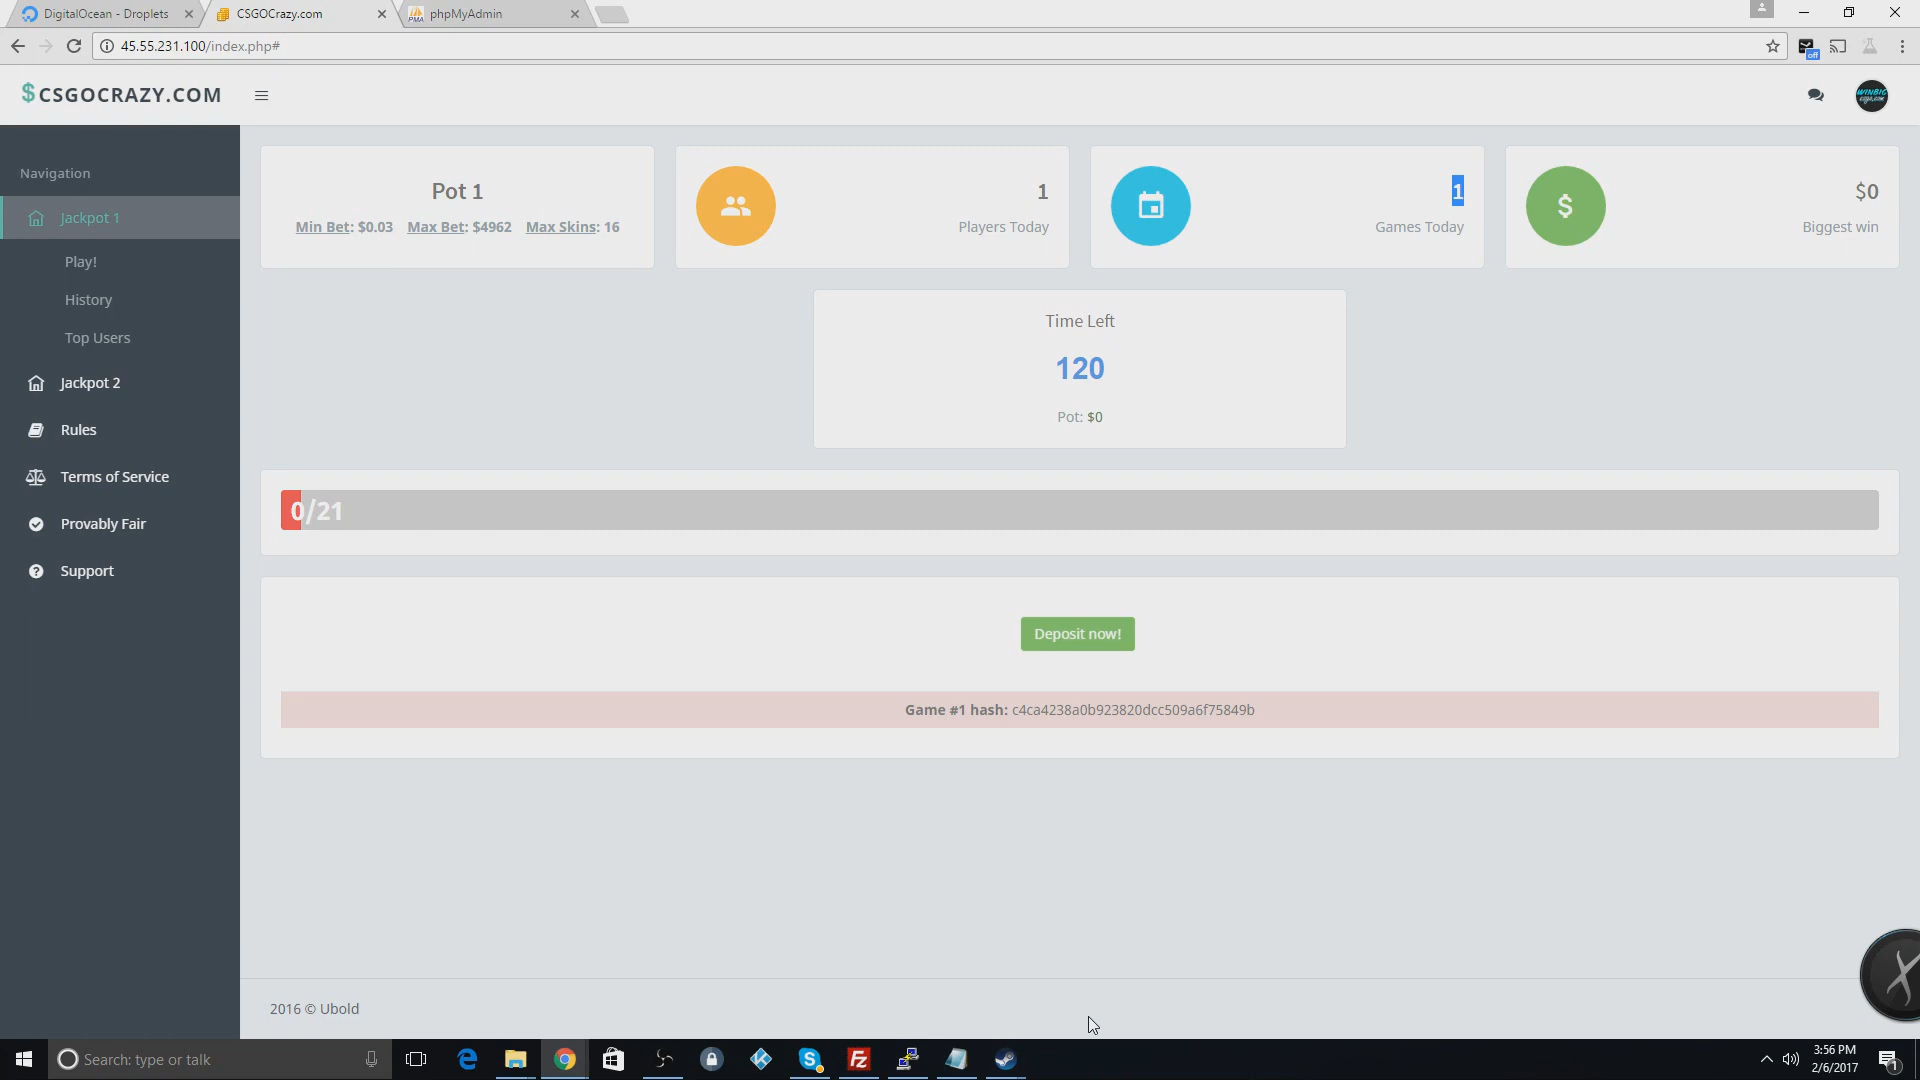 DigitalOcean - Droplets
CSGOCrazy.com
phpMyAdmin
45.55.231.100/index.php#
off
$CSGOCRAZY.COM
WINBIG
Navigation
Jackpot 1
Play!
History
Top Users
Jackpot 2
Rules
Terms of Service
Provably Fair
Support
Pot 1
Min Bet: $0.03 Max Bet: $4962 Max Skins: 16
1
Players Today
1
Games Today
$0
Biggest win
Time Left
120
Pot: $0
0/21
Deposit now!
Game #1 hash: c4ca4238a0b923820dcc509a6f75849b
2016 © Ubold
Search: type or talk
3:56 PM
2/6/2017
1